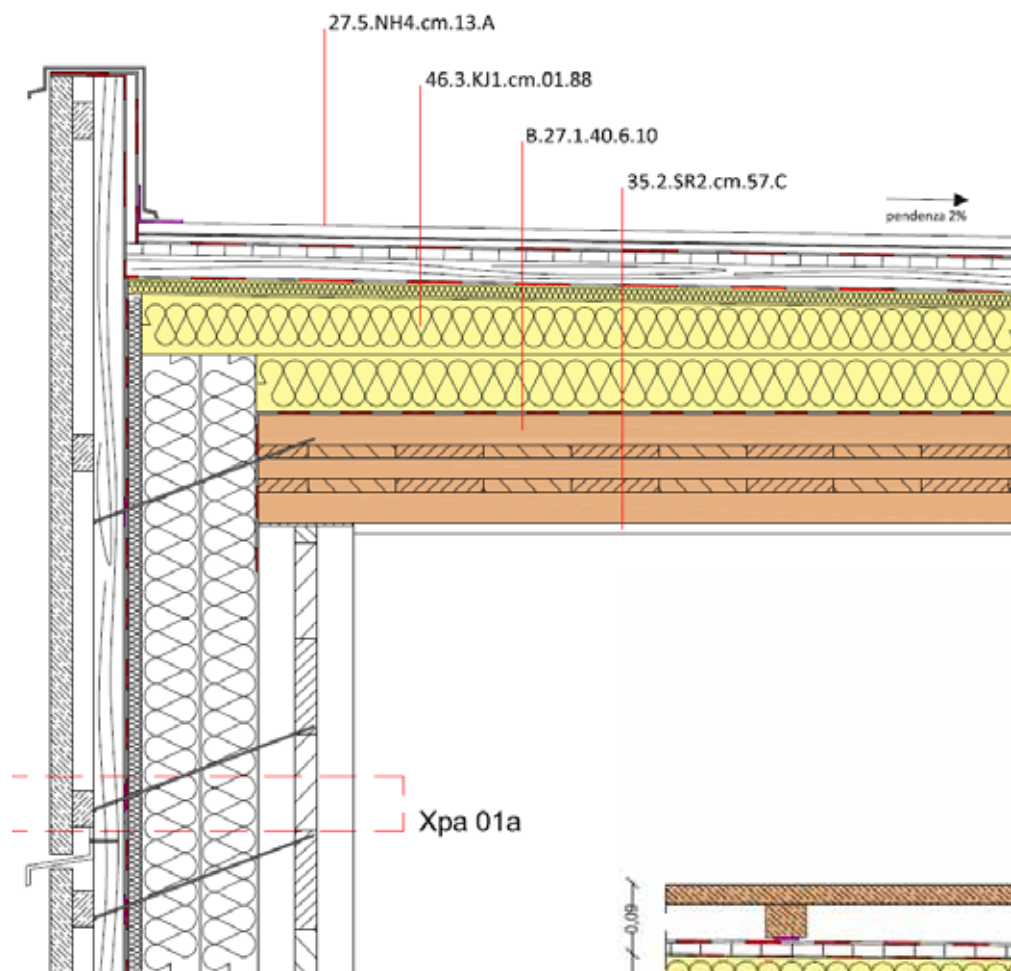 27.5.NH4.cm.13.A
46.3.KJ1.cm.01.88
B.27.1.40.6.10
35.2.SR2.cm.57.C
pendenza 2%
Xpa 01a
0,09